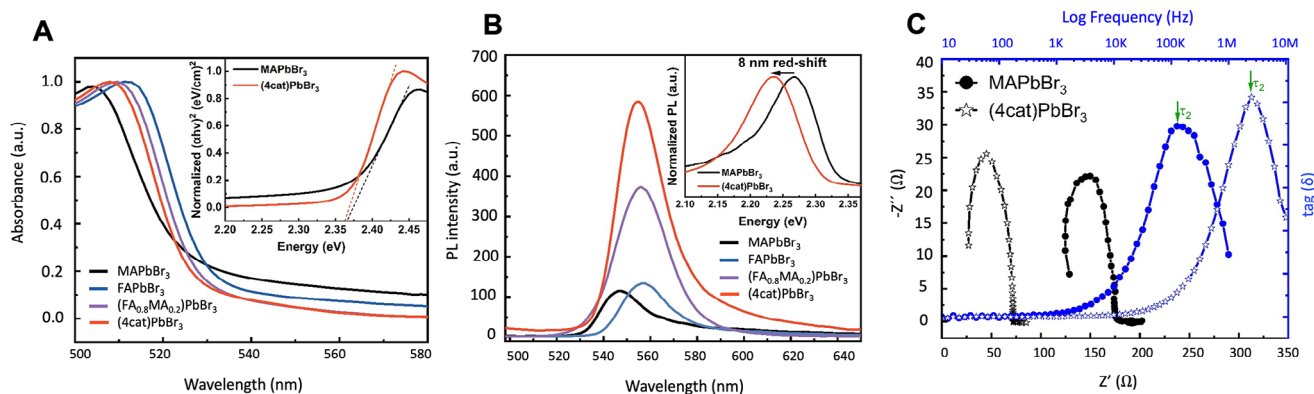 A
Absorbance (a.u.)
1.0
0.8
0.6
0.4
0.2
0.0
500
520
540
560
580
Wavelength (nm)
MAPbBr₃
FAPbBr₃
(FA₀.₈MA₀.₂)PbBr₃
(4cat)PbBr₃
Normalized (αhν)² (eV/cm)²
1.0
0.8
0.6
0.4
0.2
0.0
2.20
2.25
2.30
2.35
2.40
2.45
Energy (eV)
MAPbBr₃
(4cat)PbBr₃
B
PL intensity (a.u.)
700
600
500
400
300
200
100
0
500
520
540
560
580
600
620
640
Wavelength (nm)
MAPbBr₃
FAPbBr₃
(FA₀.₈MA₀.₂)PbBr₃
(4cat)PbBr₃
8 nm red-shift
Normalized PL (a.u.)
MAPbBr₃
(4cat)PbBr₃
2.10
2.15
2.20
2.25
2.30
2.35
Energy (eV)
C
Log Frequency (Hz)
10
100
1K
10K
100K
1M
10M
-Z'' (Ω)
40
35
30
25
20
15
10
5
0
MAPbBr₃
(4cat)PbBr₃
τ₂
τ₂
tag (δ)
0
50
100
150
200
250
300
350
Z' (Ω)